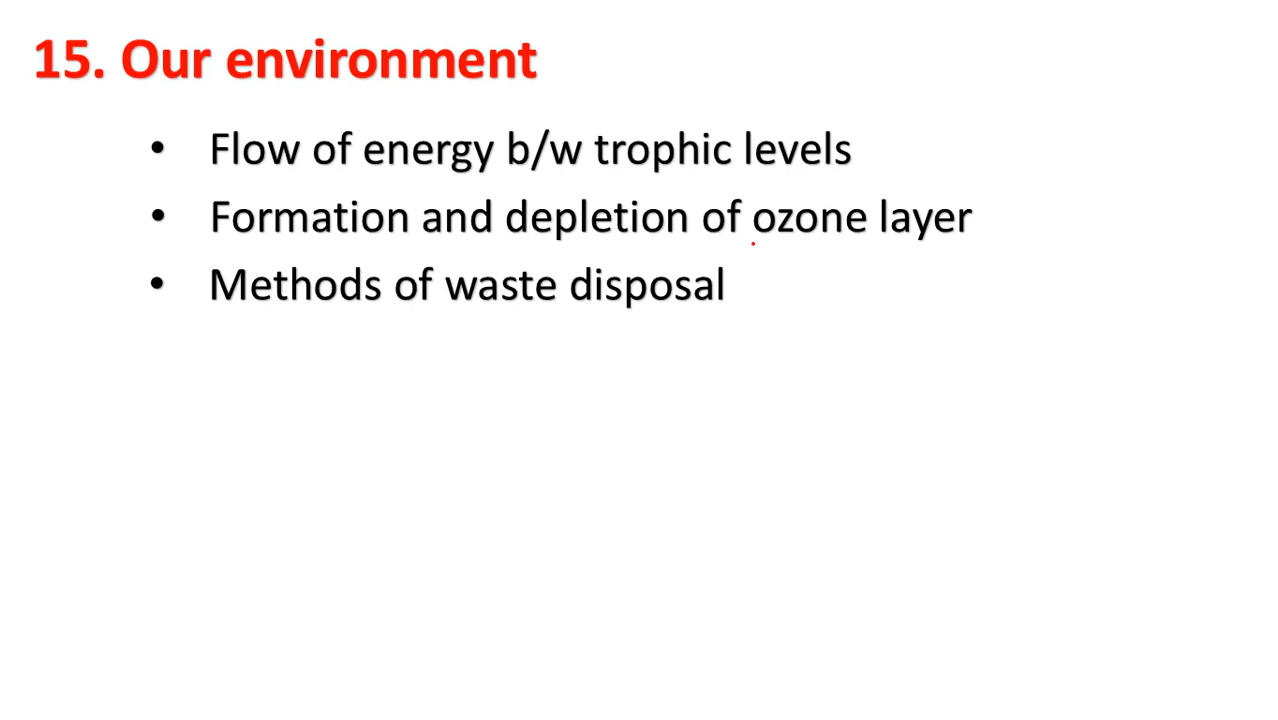 15. Our environment
• Flow of energy b/w trophic levels
• Formation and depletion of ozone layer
• Methods of waste disposal